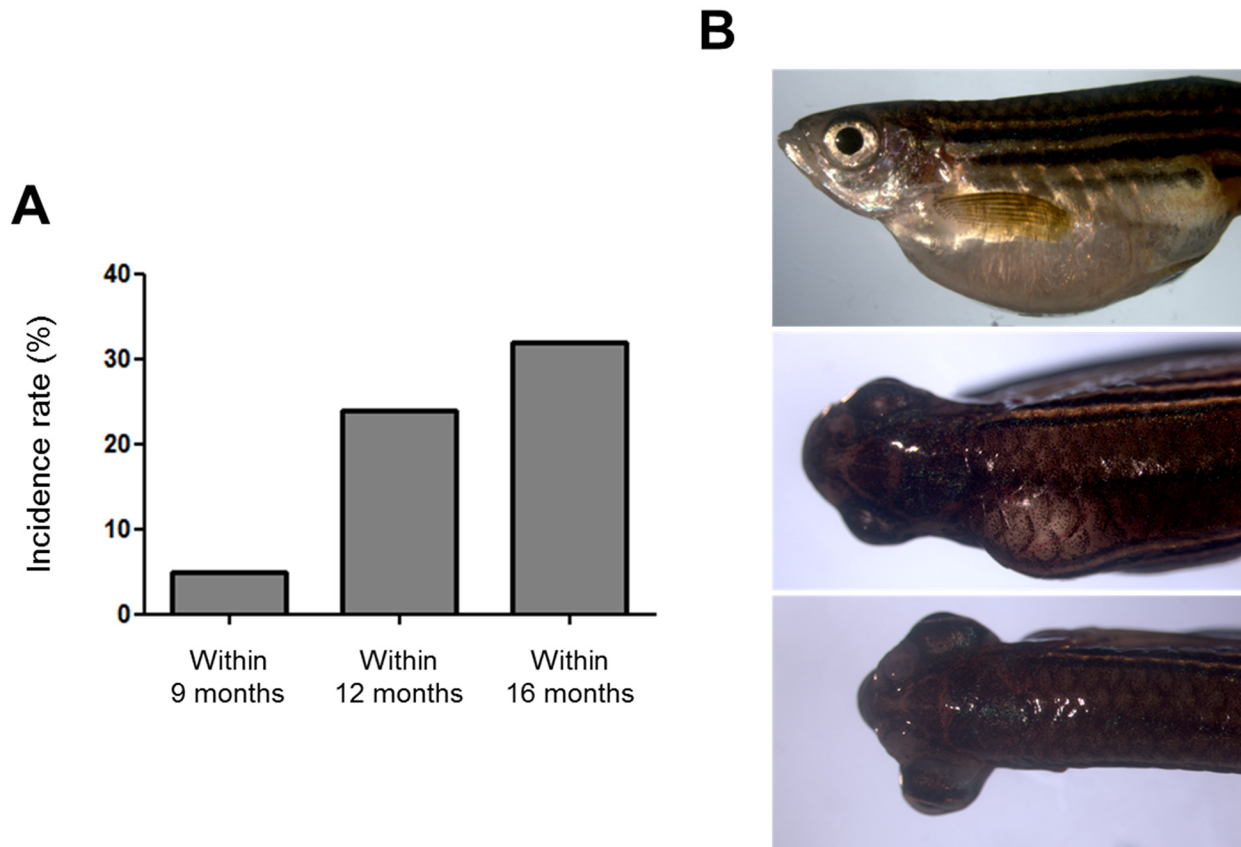 A
B
Incidence rate (%)
40
30
20
10
0
Within
9 months
Within
12 months
Within
16 months